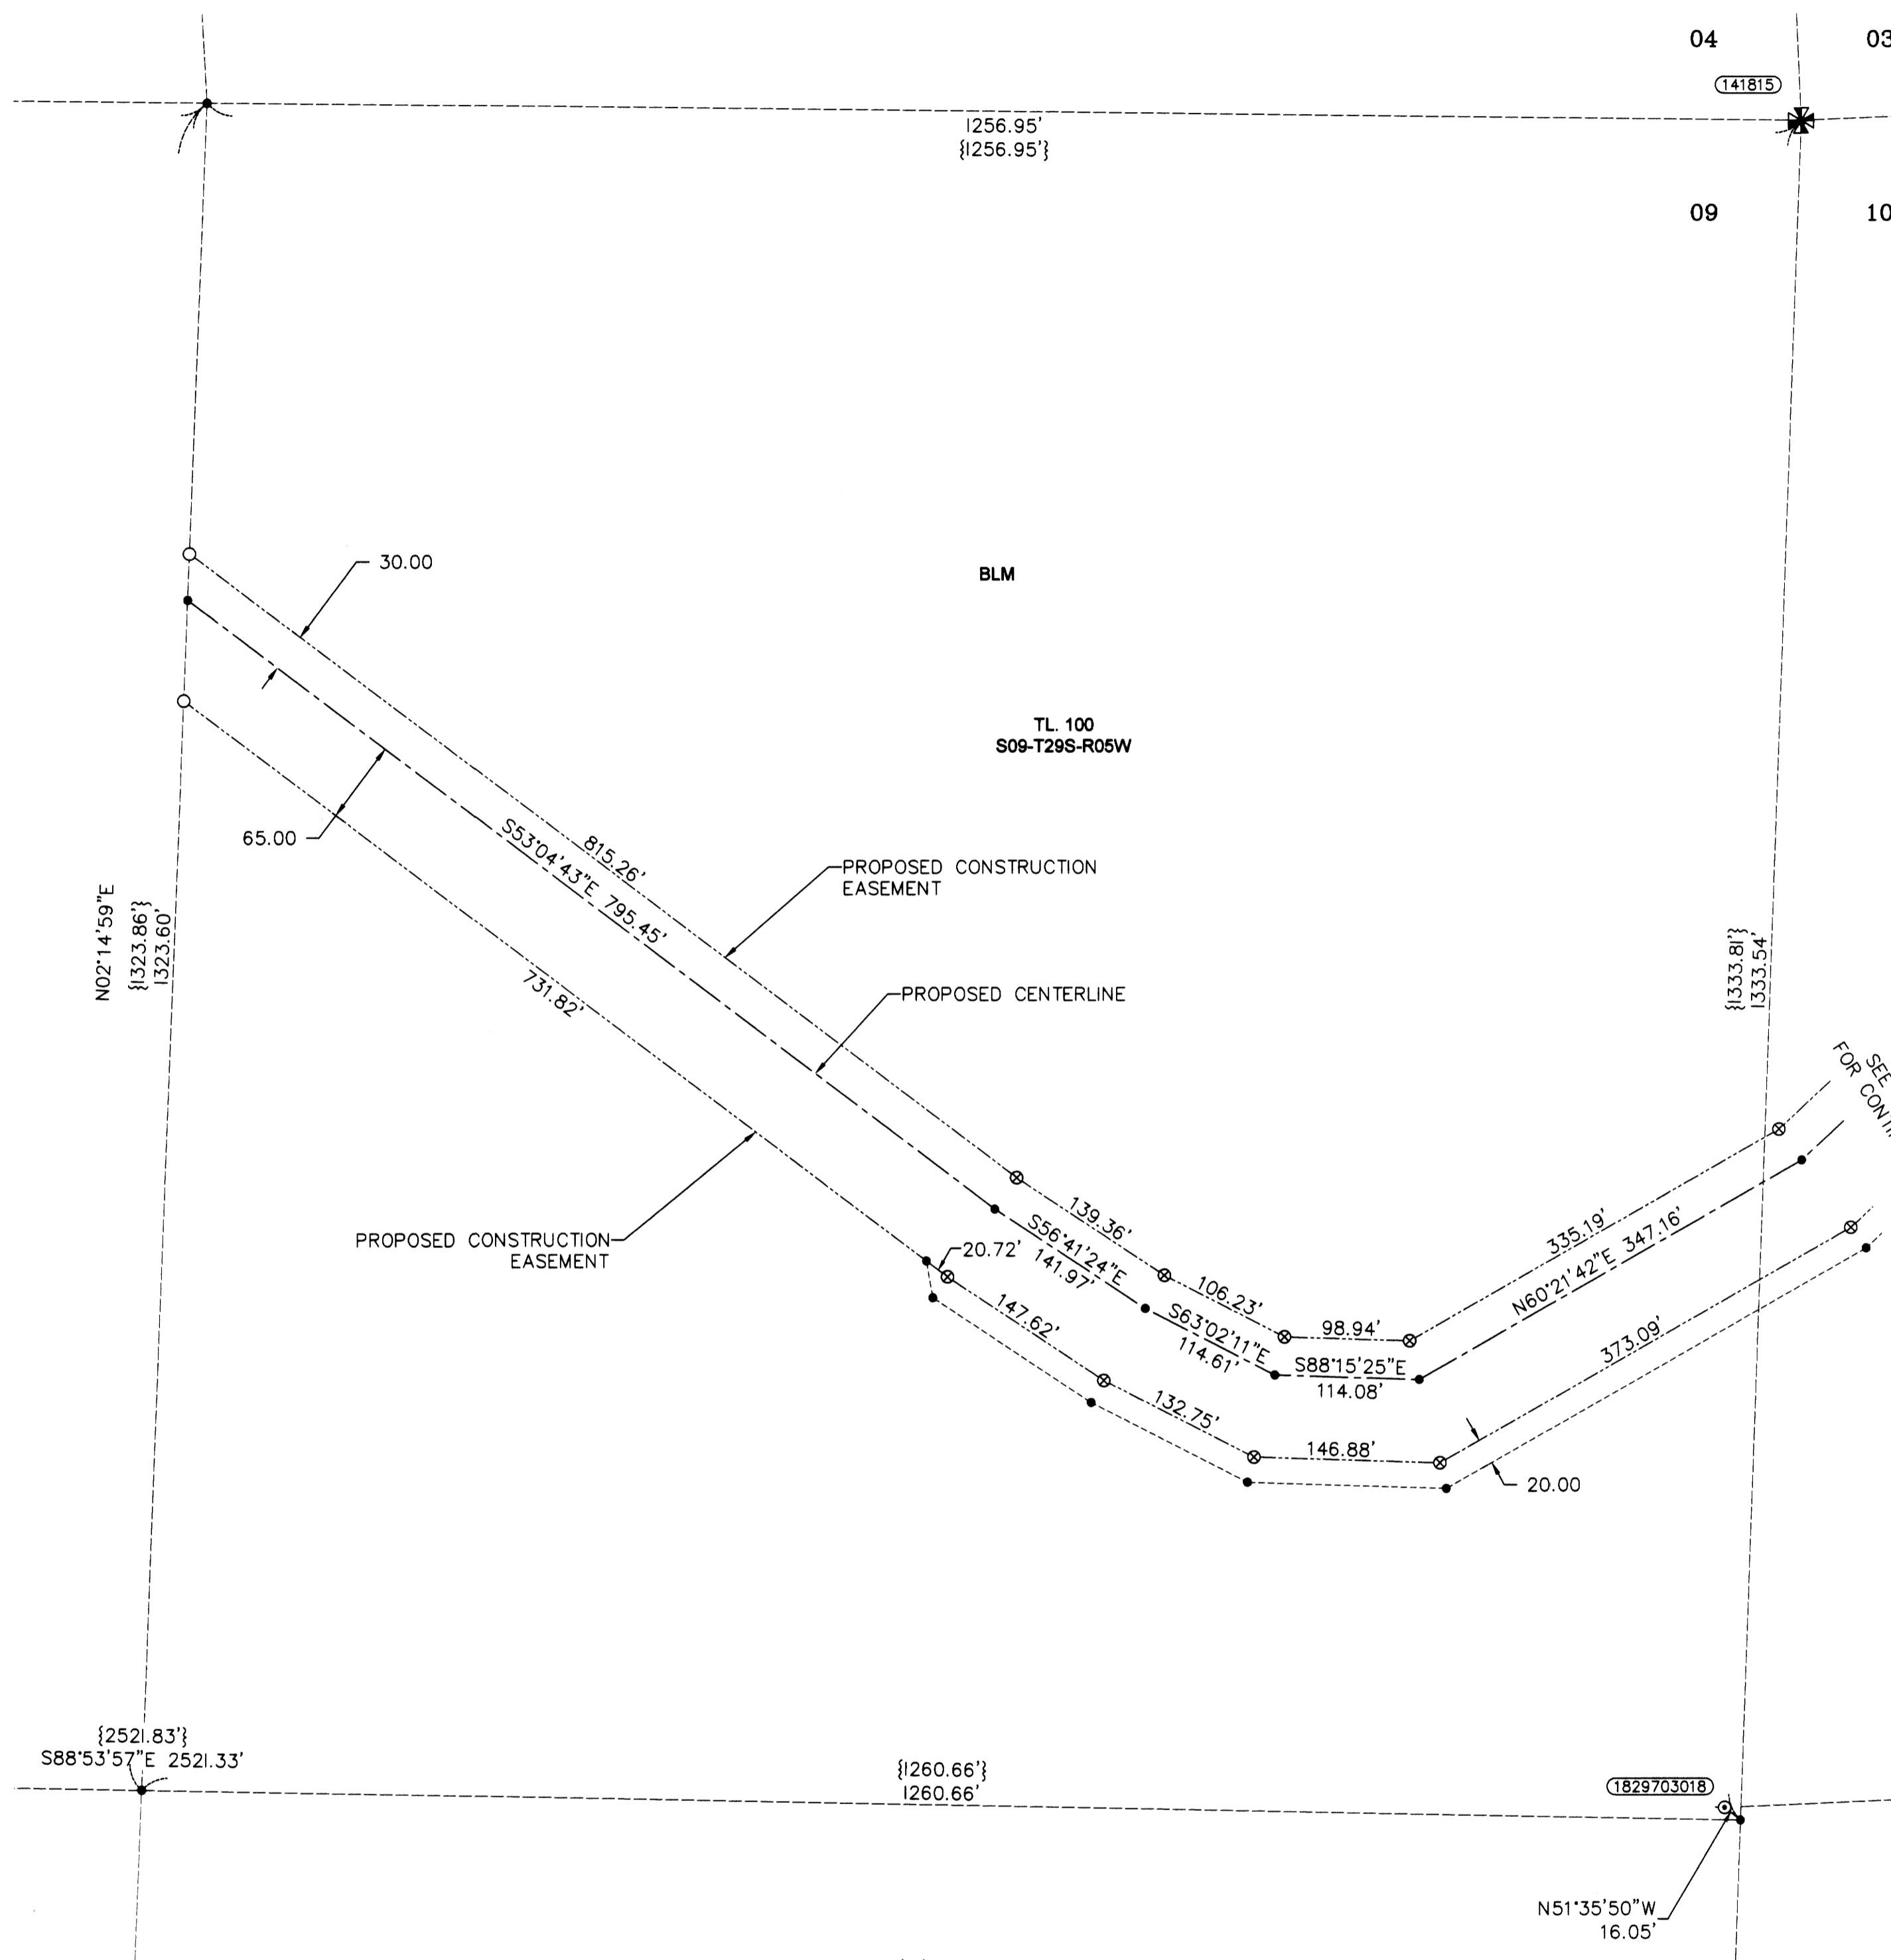 04
03
141815
1256.95'
{1256.95'}
09
10
30.00
BLM
TL. 100
S09-T29S-R05W
65.00
S53°04'43"E 795.45'
815.26'
PROPOSED CONSTRUCTION
EASEMENT
731.82'
PROPOSED CENTERLINE
N02°14'59"E
{1323.86'}
1323.60'
{1333.81'}
1333.54'
SEE
FOR
PROPOSED CONSTRUCTION
EASEMENT
20.72'
139.36'
S56°41'24"E
141.97'
147.62'
106.23'
S63°02'11"E
114.61'
98.94'
S88°15'25"E
114.08'
335.19'
N60°21'42"E 347.16'
373.09'
132.75'
146.88'
20.00
{2521.83'}
S88°53'57"E 2521.33'
{1260.66'}
1260.66'
1829703018
N51°35'50"W
16.05'